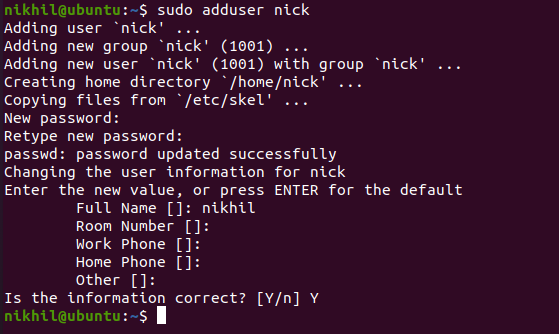 nikhil@ubuntu:~$ sudo adduser nick
Adding user `nick' ...
Adding new group `nick' (1001) ...
Adding new user `nick' (1001) with group `nick' ...
Creating home directory `/home/nick' ...
Copying files from `/etc/skel' ...
New password:
Retype new password:
passwd: password updated successfully
Changing the user information for nick
Enter the new value, or press ENTER for the default
        Full Name []: nikhil
        Room Number []:
        Work Phone []:
        Home Phone []:
        Other []:
Is the information correct? [Y/n] Y
nikhil@ubuntu:~$